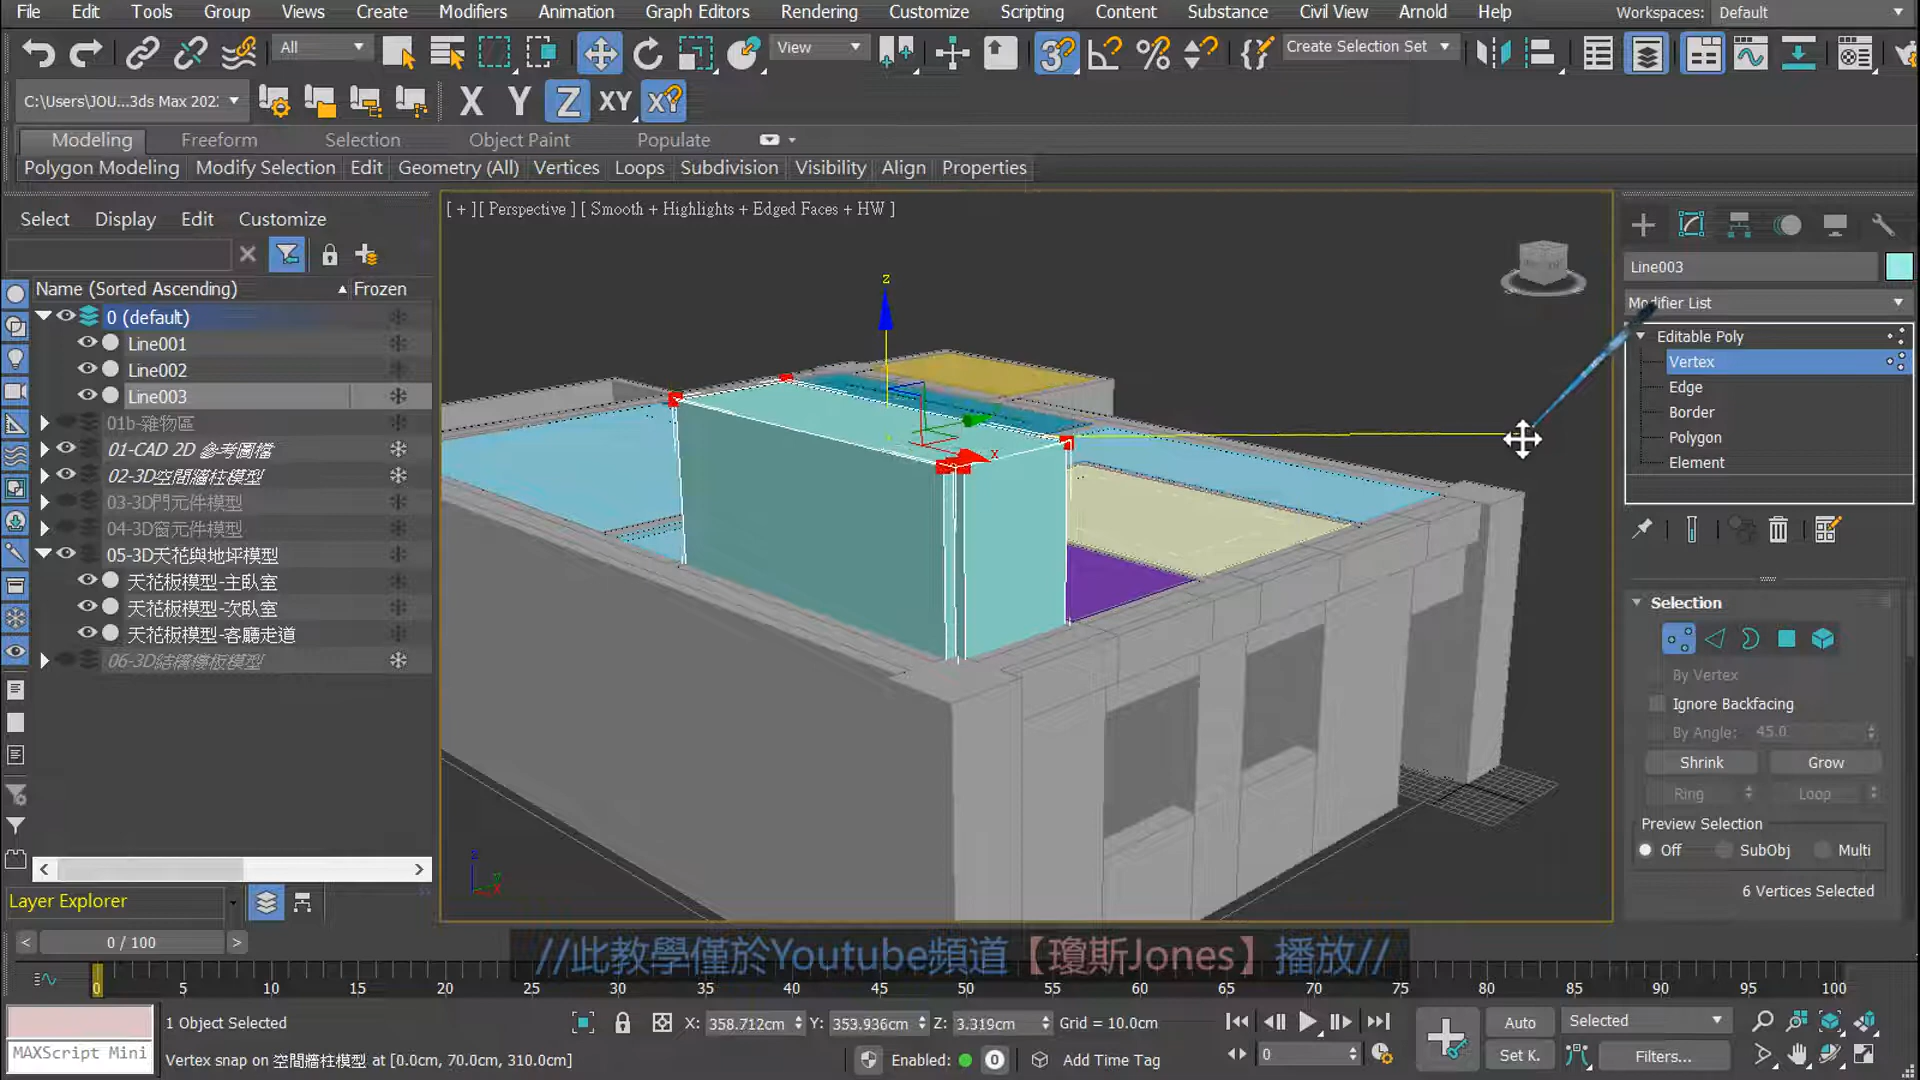 File Edit Tools Group Views Create Modifiers Animation Graph Editors Rendering Customize Scripting Content Substance Civil View Arnold Help Workspaces: Default
All View Create Selection Set
C:\Users\JOU...3ds Max 202: X Y Z XY XY
Modeling Freeform Selection Object Paint Populate
Polygon Modeling Modify Selection Edit Geometry (All) Vertices Loops Subdivision Visibility Align Properties
Select Display Edit Customize
Name (Sorted Ascending) Frozen
0 (default)
Line001
Line002
Line003
01b-雜物區
01-CAD 2D 參考圖檔
02-3D空間牆柱模型
03-3D門元件模型
04-3D窗元件模型
05-3D天花與地坪模型
天花板模型-主臥室
天花板模型-次臥室
天花板模型-客廳走道
06-3D結構樓板模型
Layer Explorer
[ + ] [ Perspective ] [ Smooth + Highlights + Edged Faces + HW ]
z
x
z
Y
x
Line003
Modifier List
Editable Poly
Vertex
Edge
Border
Polygon
Element
Selection
By Vertex
Ignore Backfacing
By Angle: 45.0
Shrink Grow
Ring Loop
Preview Selection
Off SubObj Multi
6 Vertices Selected
< 0 / 100 >
//此教學僅於Youtube頻道【瓊斯Jones】播放//
0 5 10 15 20 25 30 35 40 45 50 55 60 65 70 75 80 85 90 95 100
MAXScript Mini
1 Object Selected
X: 358.712cm Y: 353.936cm Z: 3.319cm Grid = 10.0cm
Vertex snap on 空間牆柱模型 at [0.0cm, 70.0cm, 310.0cm]
Enabled: 0 Add Time Tag
0
Auto Selected
Set K. Filters...